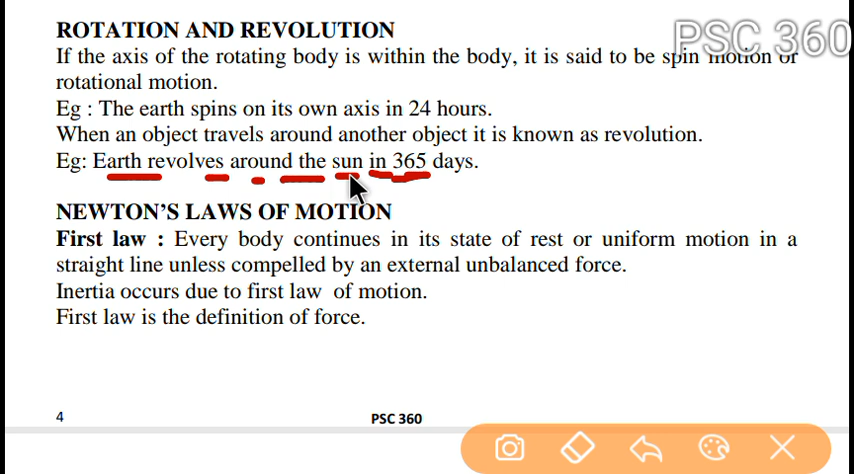 ROTATION AND REVOLUTION
PSC 360
If the axis of the rotating body is within the body, it is said to be spin motion or
rotational motion.
Eg : The earth spins on its own axis in 24 hours.
When an object travels around another object it is known as revolution.
Eg: Earth revolves around the sun in 365 days.
NEWTON'S LAWS OF MOTION
First law : Every body continues in its state of rest or uniform motion in a
straight line unless compelled by an external unbalanced force.
Inertia occurs due to first law of motion.
First law is the definition of force.
4
PSC 360